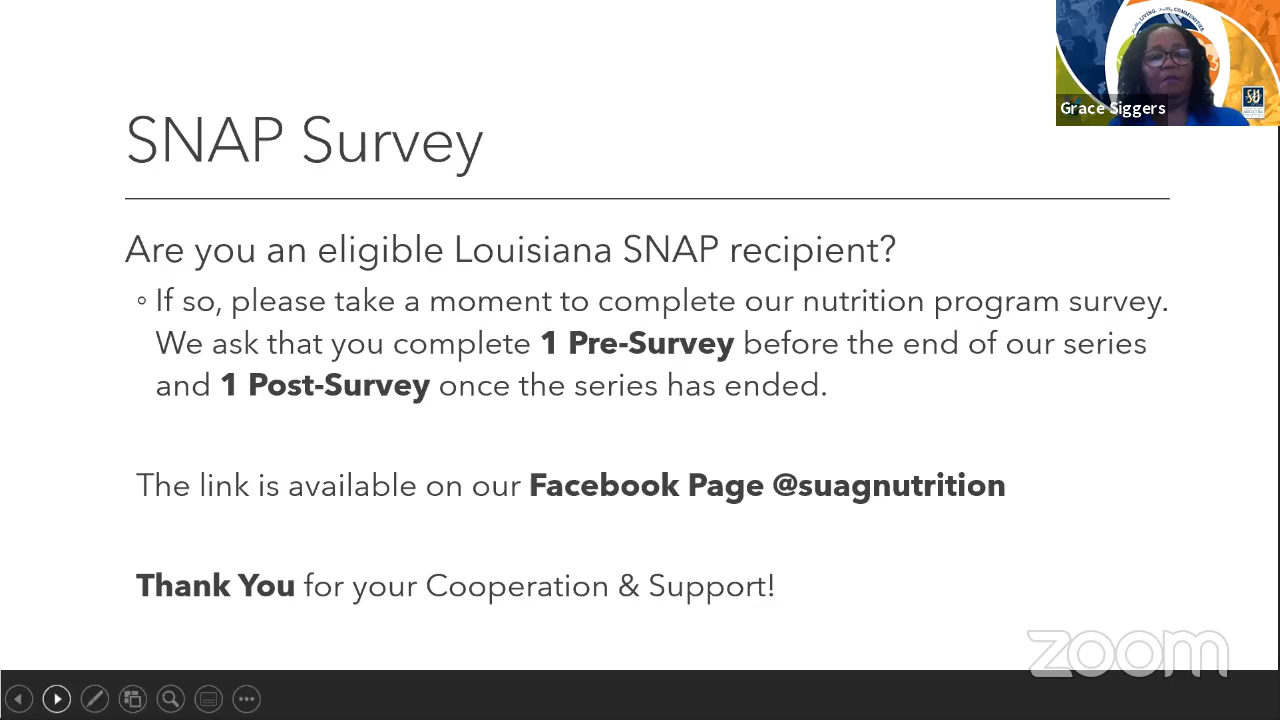 LIVING. COMMUNITIES
Grace Siggers
SNAP Survey
Are you an eligible Louisiana SNAP recipient?
◦ If so, please take a moment to complete our nutrition program survey.
We ask that you complete 1 Pre-Survey before the end of our series
and 1 Post-Survey once the series has ended.
The link is available on our Facebook Page @suagnutrition
Thank You for your Cooperation & Support!
zoom